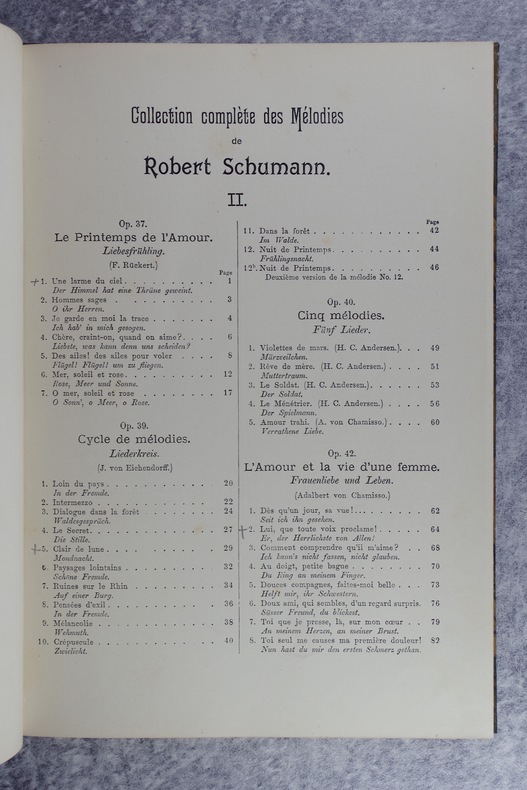 Collection complète des Mélodies
de
Robert Schumann.
II.
Op. 37.
Le Printemps de l'Amour.
Liebesfrühling.
(F. Rückert.)
Page
1. Une larme du ciel . . . . . . . . . . 1
Der Himmel hat eine Thräne geweint.
2. Hommes sages . . . . . . . . . . 3
O ihr Herren.
3. Je garde en moi la trace . . . . . . . 4
Ich hab' in mich gesogen.
4. Chère, craint-on, quand on aime? . . . . 6
Liebste, was kann denn uns scheiden?
5. Des ailes! des ailes pour voler . . . . . 8
Flügel! Flügel! um zu fliegen.
6. Mer, soleil et rose . . . . . . . . . . 12
Rose, Meer und Sonne.
7. O mer, soleil et rose . . . . . . . . 17
O Sonn', o Meer, o Rose.
Op. 39.
Cycle de mélodies.
Liederkreis.
(J. von Eichendorff.)
1. Loin du pays . . . . . . . . . . . 20
In der Fremde.
2. Intermezzo . . . . . . . . . . . 22
3. Dialogue dans la forêt . . . . . . . . 24
Waldesgespräch.
4. Le Secret . . . . . . . . . . . . 27
Die Stille.
5. Clair de lune . . . . . . . . . . . 29
Mondnacht.
6. Paysages lointains . . . . . . . . . 32
Schöne Fremde.
7. Ruines sur le Rhin . . . . . . . . . 34
Auf einer Burg.
8. Pensées d'exil . . . . . . . . . . . 36
In der Fremde.
9. Mélancolie . . . . . . . . . . . . 38
Wehmuth.
10. Crépuscule . . . . . . . . . . . . 40
Zwielicht.
Page
11. Dans la forêt . . . . . . . . . . . 42
Im Walde.
12. Nuit de Printemps . . . . . . . . . . 44
Frühlingsnacht.
12b. Nuit de Printemps . . . . . . . . . . 46
Deuxième version de la mélodie No. 12.
Op. 40.
Cinq mélodies.
Fünf Lieder.
1. Violettes de mars. (H. C. Andersen.) . . 49
Märzveilchen.
2. Rêve de mère. (H. C. Andersen.) . . . . 51
Muttertraum.
3. Le Soldat. (H. C. Andersen.) . . . . . . 53
Der Soldat.
4. Le Ménétrier. (H. C. Andersen.) . . . . 56
Der Spielmann.
5. Amour trahi. (A. von Chamisso.) . . . . 60
Verrathene Liebe.
Op. 42.
L'Amour et la vie d'une femme.
Frauenliebe und Leben.
(Adalbert von Chamisso.)
1. Dès qu'un jour, sa vue! . . . . . . . . 62
Seit ich ihn gesehen.
2. Lui, que toute voix proclame! . . . . . . 64
Er, der Herrlichste von Allen!
3. Comment comprendre qu'il m'aime? . . 68
Ich kann's nicht fassen, nicht glauben.
4. Au doigt, petite bague . . . . . . . . 70
Du Ring an meinem Finger.
5. Douces compagnes, faites-moi belle . . . 73
Helft mir, ihr Schwestern.
6. Doux ami, qui sembles, d'un regard surpris. 76
Süsser Freund, du blickest.
7. Toi que je presse, là, sur mon cœur . . 79
An meinem Herzen, an meiner Brust.
8. Toi seul me causes ma première douleur! 82
Nun hast du mir den ersten Schmerz gethan.